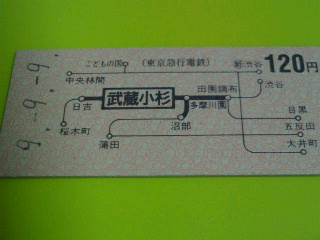 こどもの国 (東京急行電鉄) 新渋谷 120円
中央林間 渋谷
日吉 武蔵小杉 田園調布
多摩川園
桜木町 沼部 目黒
蒲田 五反田
大井町
9.-9.-9.